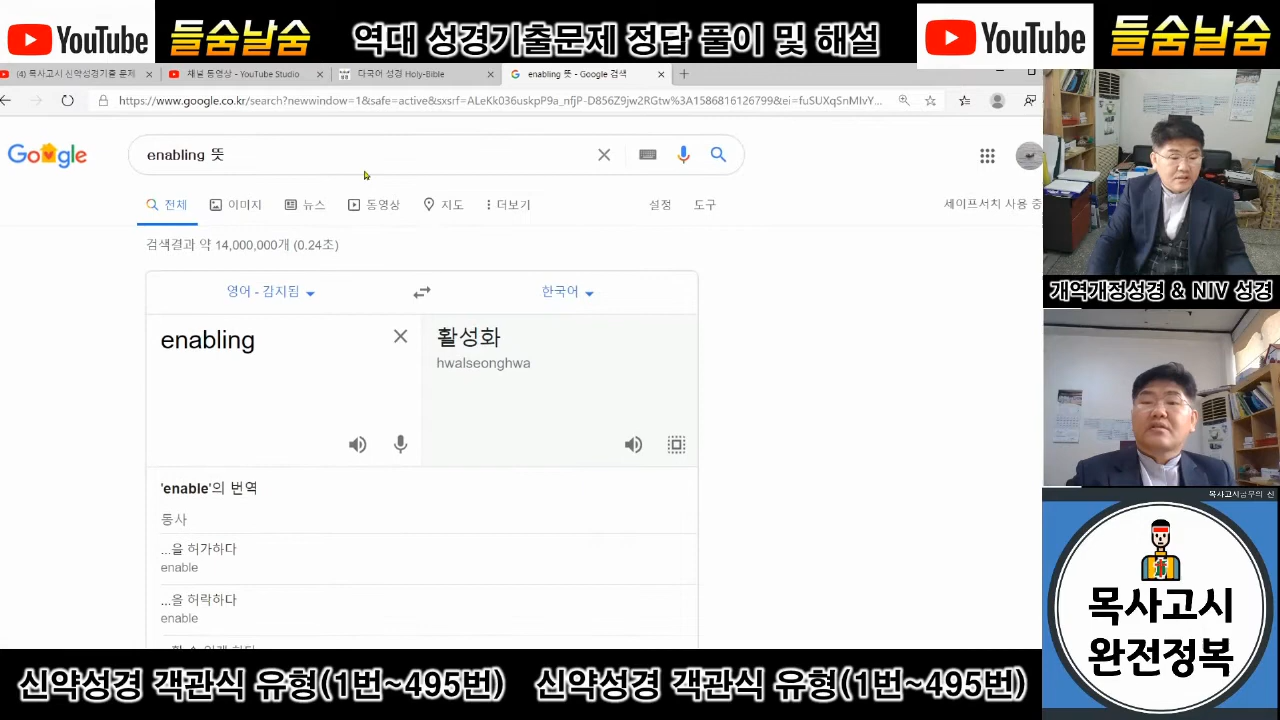 YouTube
들숨날숨
역대 성경기출문제 정답 풀이 및 해설
YouTube
들숨날숨
(4) 목사고시 신약성경기출 문제
채널 동영상 - YouTube Studio
다국어 성경 Holy-Bible
enabling 뜻 - Google 검색
Google
enabling 뜻
전체
이미지
뉴스
동영상
지도
더보기
설정
도구
세이프서치 사용 중
검색결과 약 14,000,000개 (0.24초)
영어 - 감지됨
한국어
enabling
활성화
hwalseonghwa
'enable'의 번역
동사
...을 허가하다
enable
...을 허락하다
enable
개역개정성경 & NIV 성경
목사고시공부의 신
목사고시
완전정복
신약성경 객관식 유형(1번~495번)
신약성경 객관식 유형(1번~495번)